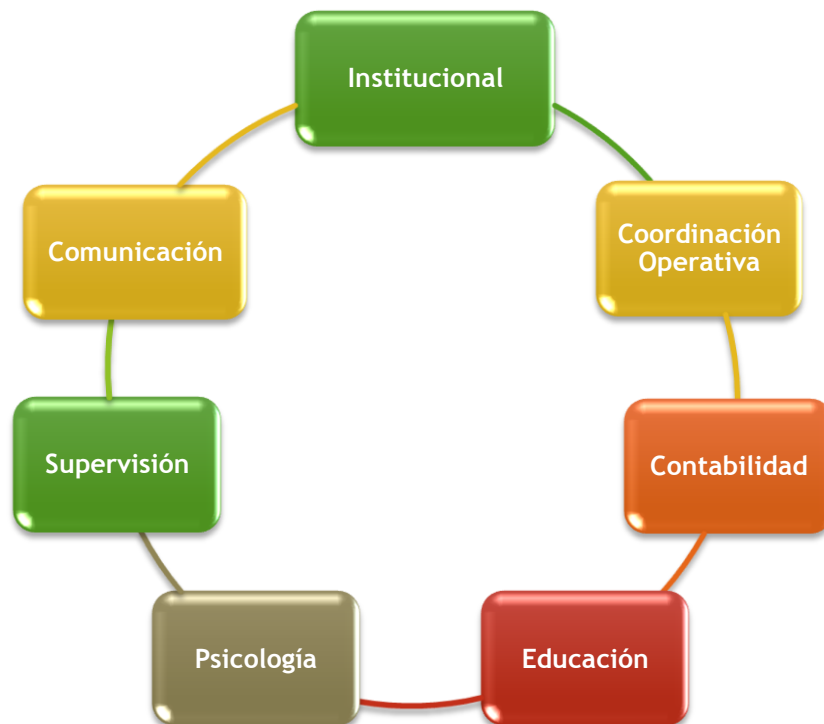 Institucional
Coordinación
Operativa
Contabilidad
Educación
Psicología
Supervisión
Comunicación